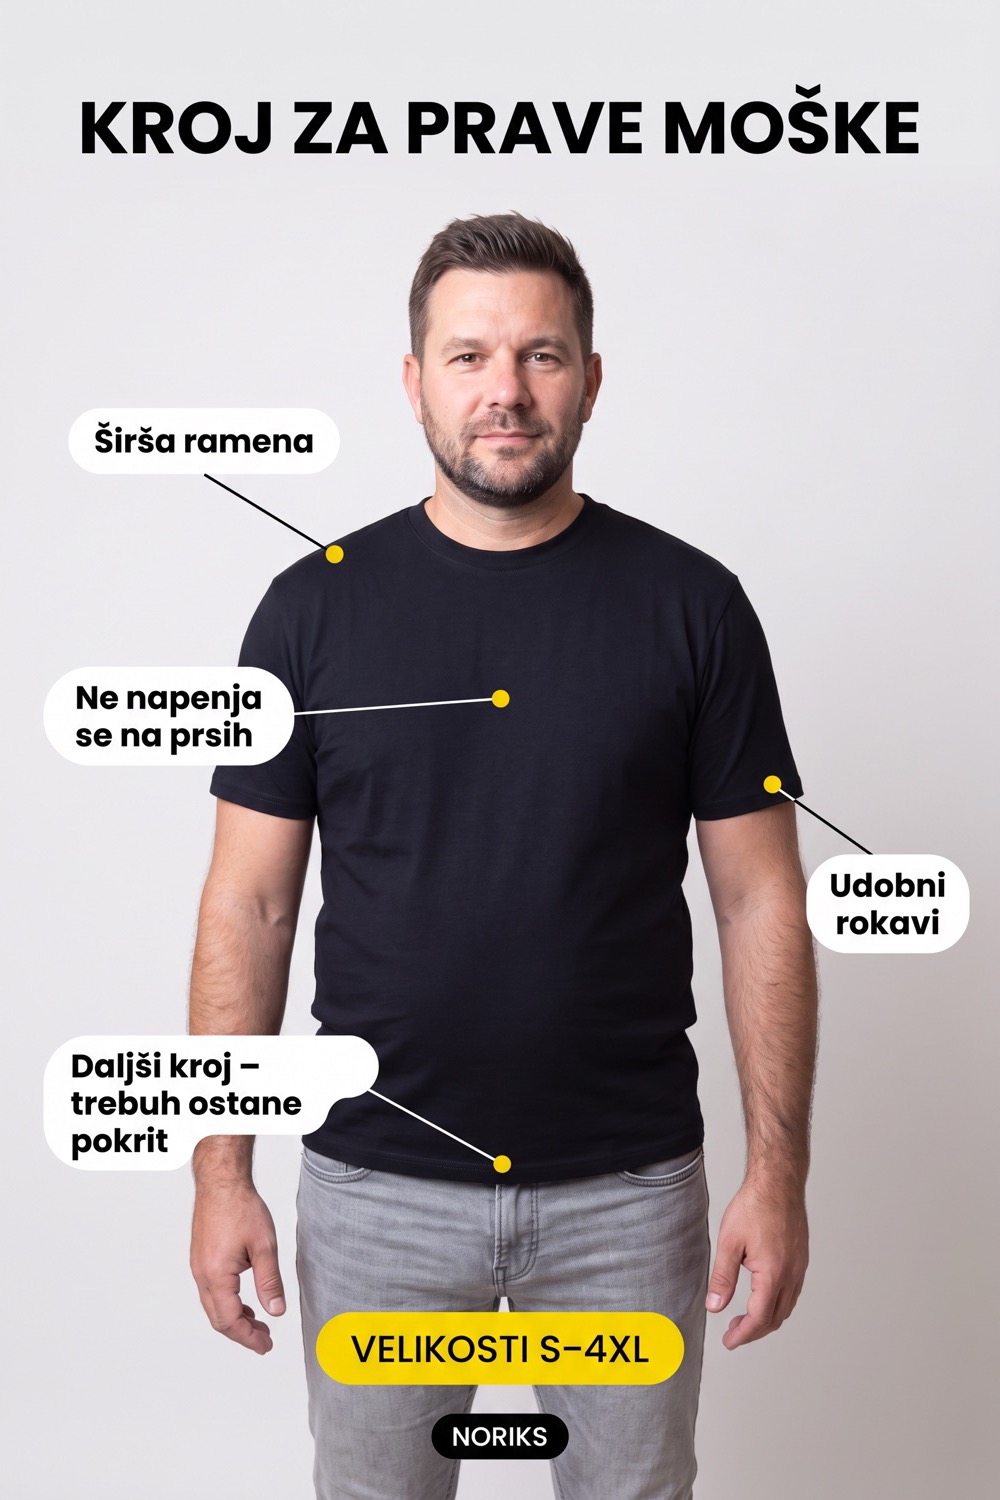 KROJ ZA PRAVE MOŠKE
Širša ramena
Ne napenja
se na prsih
Udobni
rokavi
Daljši kroj –
trebuh ostane
pokrit
VELIKOSTI S–4XL
NORIKS